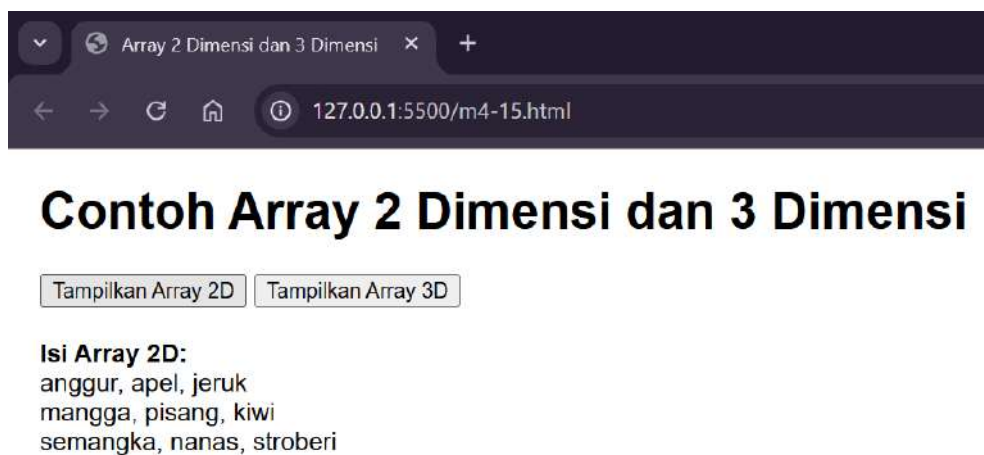 Array 2 Dimensi dan 3 Dimensi
127.0.0.1:5500/m4-15.html
Contoh Array 2 Dimensi dan 3 Dimensi
Tampilkan Array 2D Tampilkan Array 3D
Isi Array 2D:
anggur, apel, jeruk
mangga, pisang, kiwi
semangka, nanas, stroberi